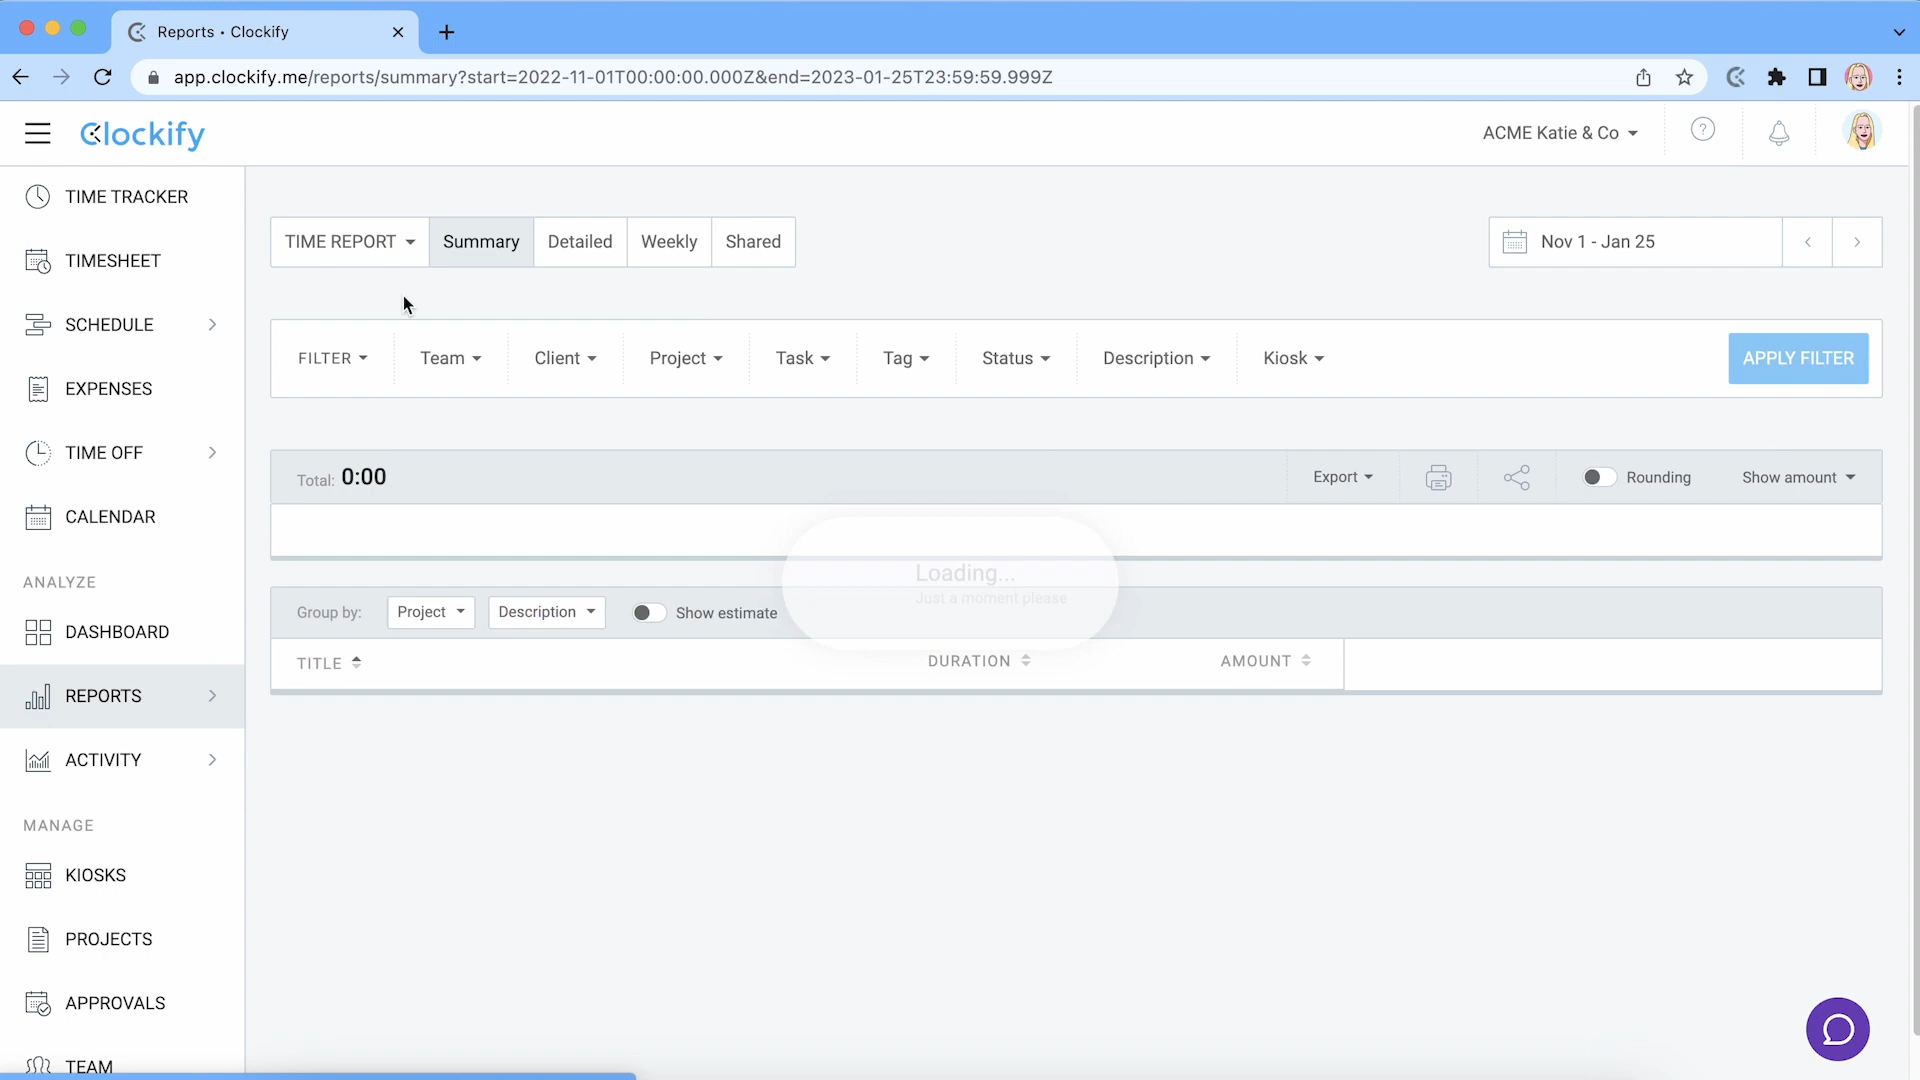 Reports • Clockify
app.clockify.me/reports/summary?start=2022-11-01T00:00:00.000Z&end=2023-01-25T23:59:59.999Z
Clockify
ACME Katie & Co
TIME TRACKER
TIMESHEET
SCHEDULE
EXPENSES
TIME OFF
CALENDAR
ANALYZE
DASHBOARD
REPORTS
ACTIVITY
MANAGE
KIOSKS
PROJECTS
APPROVALS
TEAM
TIME REPORT Summary Detailed Weekly Shared
Nov 1 - Jan 25
FILTER Team Client Project Task Tag Status Description Kiosk APPLY FILTER
Total: 0:00 Export Rounding Show amount
Loading...
Just a moment please
Group by: Project Description Show estimate
TITLE DURATION AMOUNT